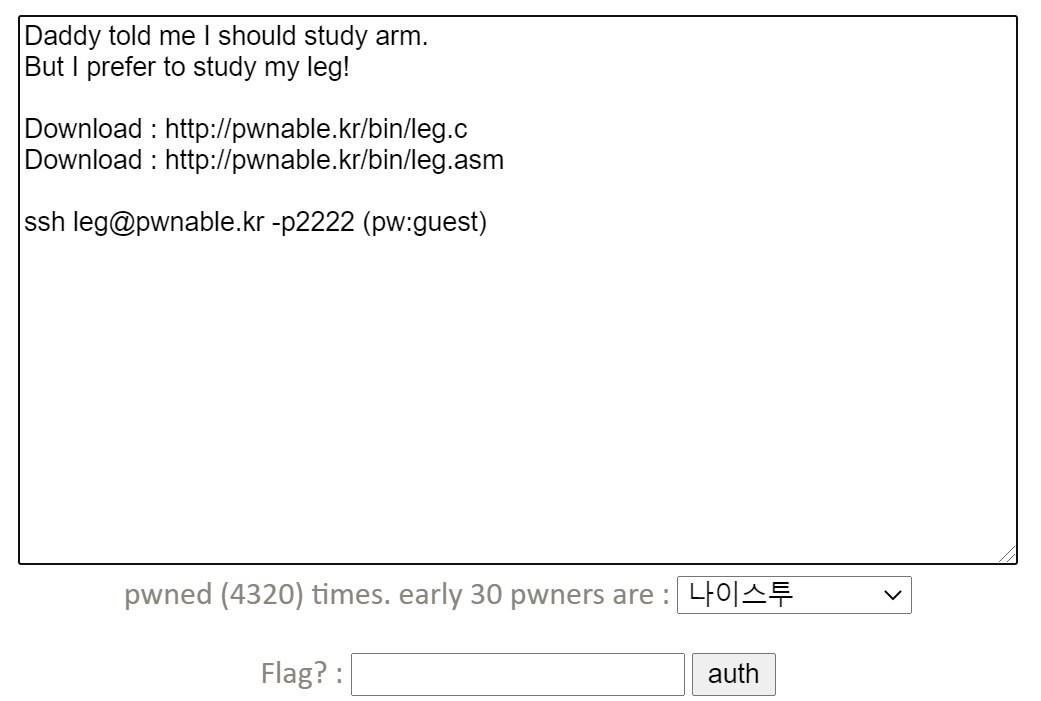 Daddy told me I should study arm.
But I prefer to study my leg!
Download : http://pwnable.kr/bin/leg.c
Download : http://pwnable.kr/bin/leg.asm
ssh leg@pwnable.kr -p2222 (pw:guest)
pwned (4320) times. early 30 pwners are : 나이스투
Flag? : auth